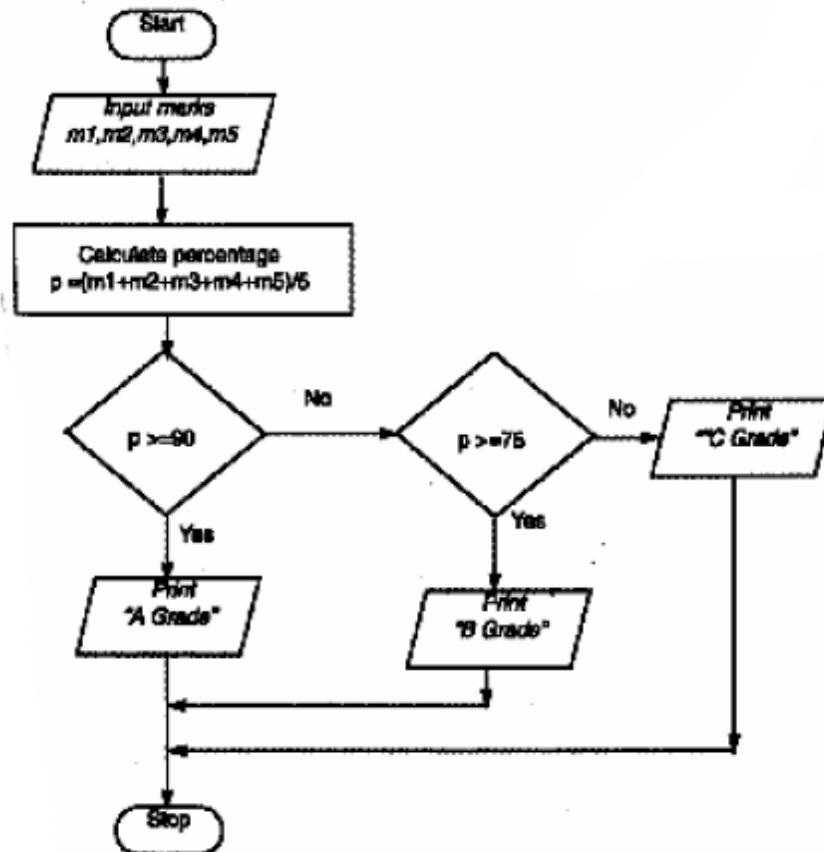 Start
Input marks
m1,m2,m3,m4,m5
Calculate percentage
p =(m1+m2+m3+m4+m5)/5
p >=90
No
p >=75
No
Print
"C Grade"
Yes
Yes
Print
"A Grade"
Print
"B Grade"
Stop